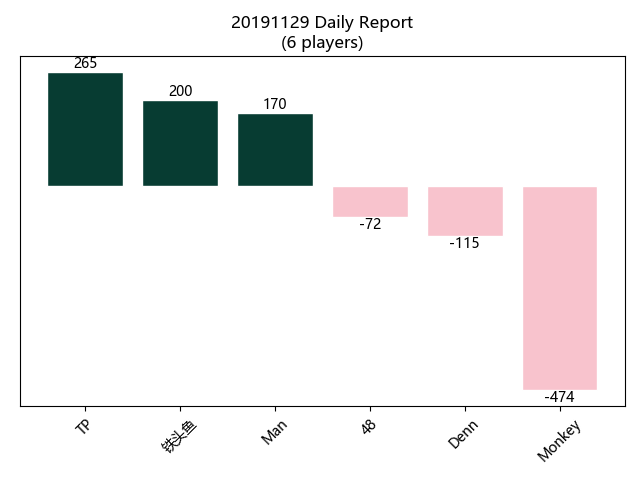 20191129 Daily Report
(6 players)
265
200
170
-72
-115
-474
TP
铁头鱼
Man
48
Denn
Monkey